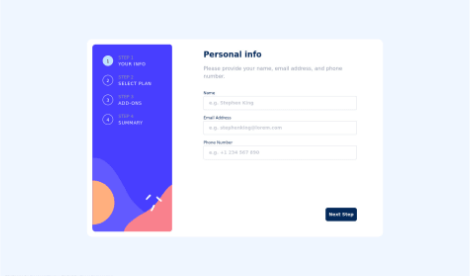 1
STEP 1
YOUR INFO
2
STEP 2
SELECT PLAN
3
STEP 3
ADD-ONS
4
STEP 4
SUMMARY
Personal info
Please provide your name, email address, and phone
number.
Name
e.g. Stephen King
Email Address
e.g. stephenking@lorem.com
Phone Number
e.g. +1 234 567 890
Next Step